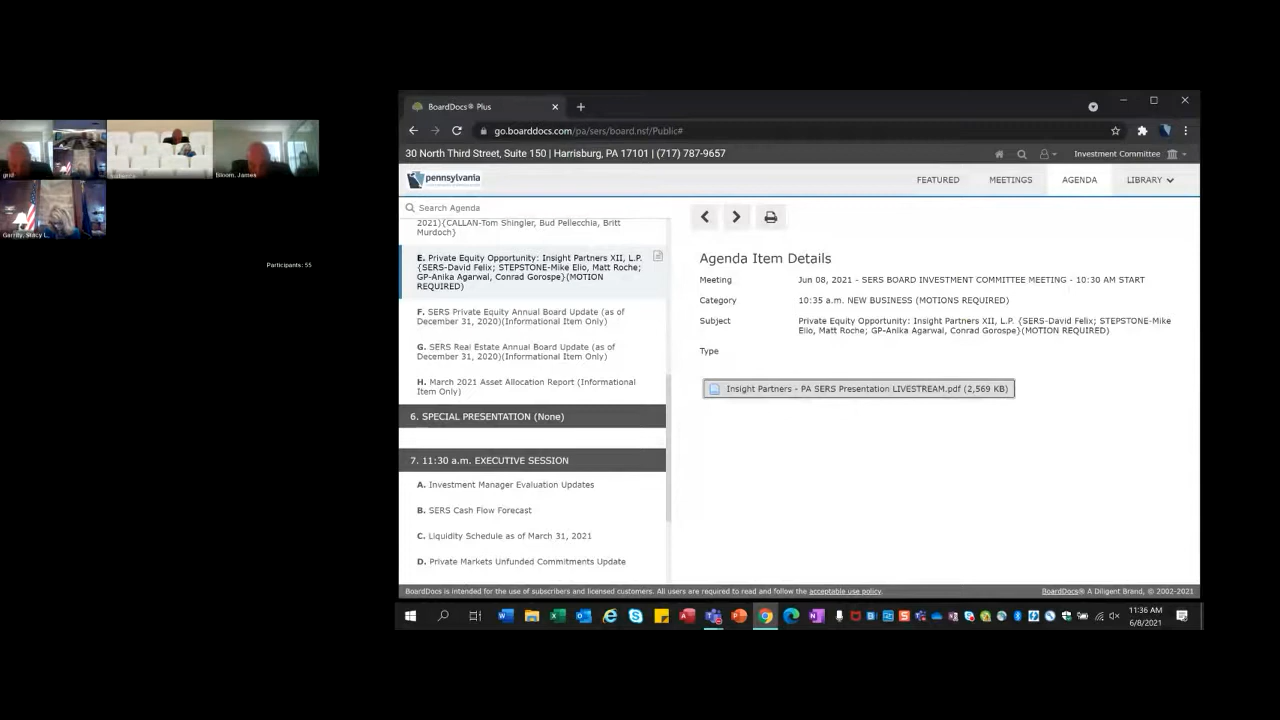 grid
Bloom, James
Garrity, Stacy L.
Participants: 55
BoardDocs® Plus
go.boarddocs.com/pa/sers/board.nsf/Public#
30 North Third Street, Suite 150 | Harrisburg, PA 17101 | (717) 787-9657
Investment Committee
pennsylvania
FEATURED
MEETINGS
AGENDA
LIBRARY
Search Agenda
2021){CALLAN-Tom Shingler, Bud Pellecchia, Britt
Murdoch}
E. Private Equity Opportunity: Insight Partners XII, L.P.
{SERS-David Felix; STEPSTONE-Mike Elio, Matt Roche;
GP-Anika Agarwal, Conrad Gorospe}(MOTION
REQUIRED)
F. SERS Private Equity Annual Board Update (as of
December 31, 2020)(Informational Item Only)
G. SERS Real Estate Annual Board Update (as of
December 31, 2020)(Informational Item Only)
H. March 2021 Asset Allocation Report (Informational
Item Only)
6. SPECIAL PRESENTATION (None)
7. 11:30 a.m. EXECUTIVE SESSION
A. Investment Manager Evaluation Updates
B. SERS Cash Flow Forecast
C. Liquidity Schedule as of March 31, 2021
D. Private Markets Unfunded Commitments Update
Agenda Item Details
Meeting
Jun 08, 2021 - SERS BOARD INVESTMENT COMMITTEE MEETING - 10:30 AM START
Category
10:35 a.m. NEW BUSINESS (MOTIONS REQUIRED)
Subject
Private Equity Opportunity: Insight Partners XII, L.P. {SERS-David Felix; STEPSTONE-Mike
Elio, Matt Roche; GP-Anika Agarwal, Conrad Gorospe}(MOTION REQUIRED)
Type
Insight Partners - PA SERS Presentation LIVESTREAM.pdf (2,569 KB)
BoardDocs is intended for the use of subscribers and licensed customers. All users are required to read and follow the acceptable use policy.
BoardDocs® A Diligent Brand, © 2002-2021
11:36 AM
6/8/2021